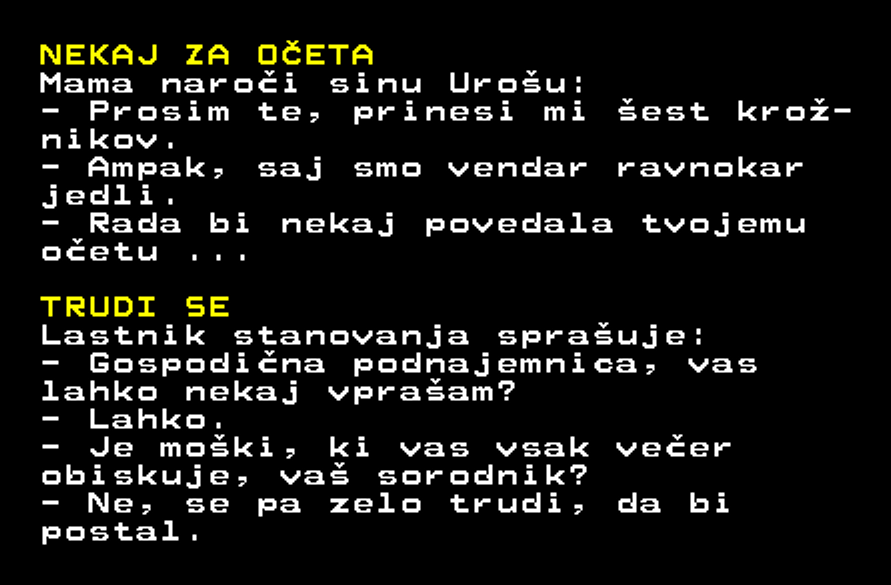 NEKAJ ZA OČETA
Mama naroči sinu Urošu:
- Prosim te, prinesi mi šest krož-
nikov.
- Ampak, saj smo vendar ravnokar
jedli.
- Rada bi nekaj povedala tvojemu
očetu ...
TRUDI SE
Lastnik stanovanja sprašuje:
- Gospodična podnajemnica, vas
lahko nekaj vprašam?
- Lahko.
- Je moški, ki vas vsak večer
obiskuje, vaš sorodnik?
- Ne, se pa zelo trudi, da bi
postal.